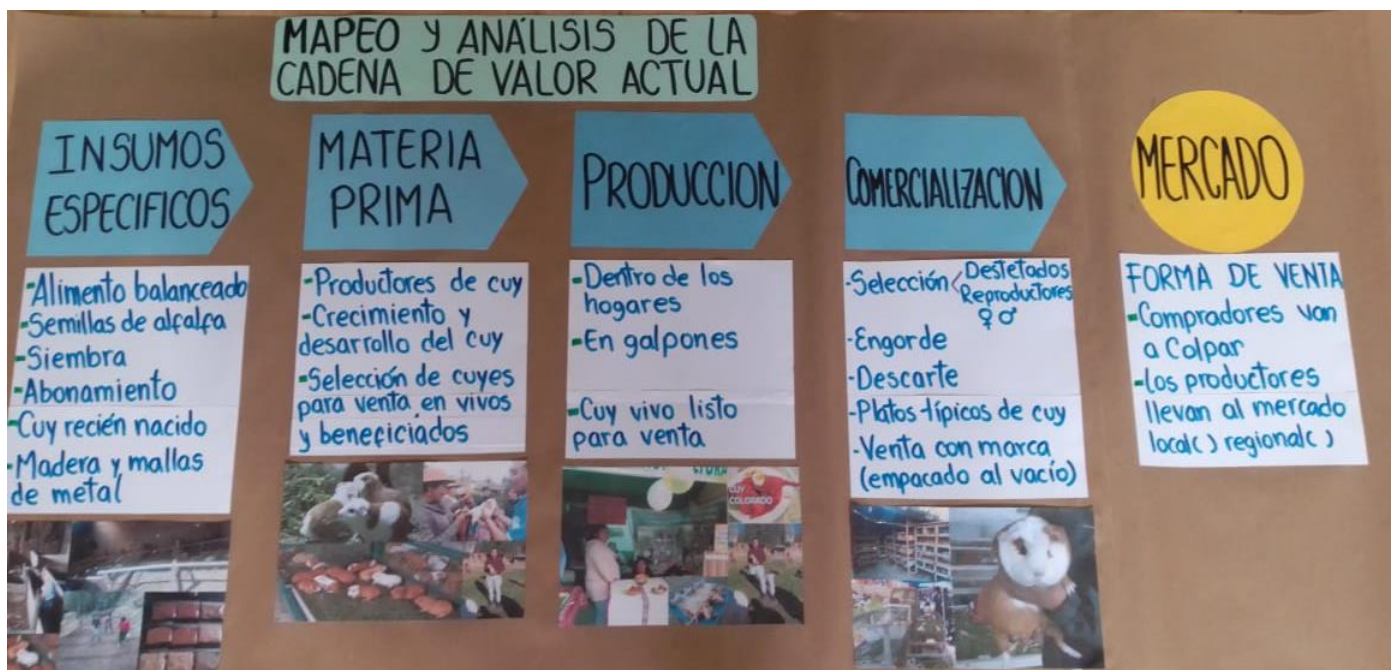 MAPEO Y ANÁLISIS DE LA
CADENA DE VALOR ACTUAL
INSUMOS
ESPECIFICOS
-Alimento balanceado
-Semillas de alfalfa
-Siembra
-Abonamiento
-Cuy recién nacido
-Madera y mallas
de metal
MATERIA
PRIMA
-Productores de cuy
-Crecimiento y
desarrollo del cuy
-Selección de cuyes
para venta en vivos
y beneficiados
PRODUCCION
-Dentro de los
hogares
-En galpones
-Cuy vivo listo
para venta
CUY
COLORADO
COMERCIALIZACION
-Selección < Destetados
Reproductores
♀ ♂
-Engorde
-Descarte
-Platos típicos de cuy
-Venta con marca
(empacado al vacío)
MERCADO
FORMA DE VENTA
-Compradores van
a Colpar
-los productores
llevan al mercado
local( ) regional( )